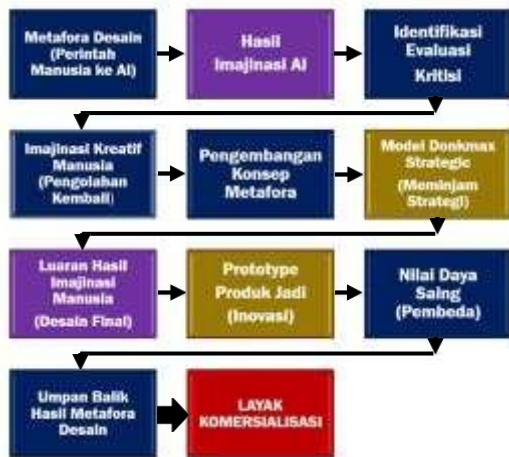 Metafora Desain
(Perintah
Manusia ke AI)
Hasil
Imajinasi AI
Identifikasi
Evaluasi
Kritisi
Imajinasi Kreatif
Manusia
(Pengolahan
Kembali)
Pengembangan
Konsep
Metafora
Model Donkmax
Strategic
(Meminjam
Strategi)
Luaran Hasil
Imajinasi
Manusia
(Desain Final)
Prototype
Produk Jadi
(Inovasi)
Nilai Daya
Saing
(Pembeda)
Umpan Balik
Hasil Metafora
Desain
LAYAK
KOMERSIALISASI